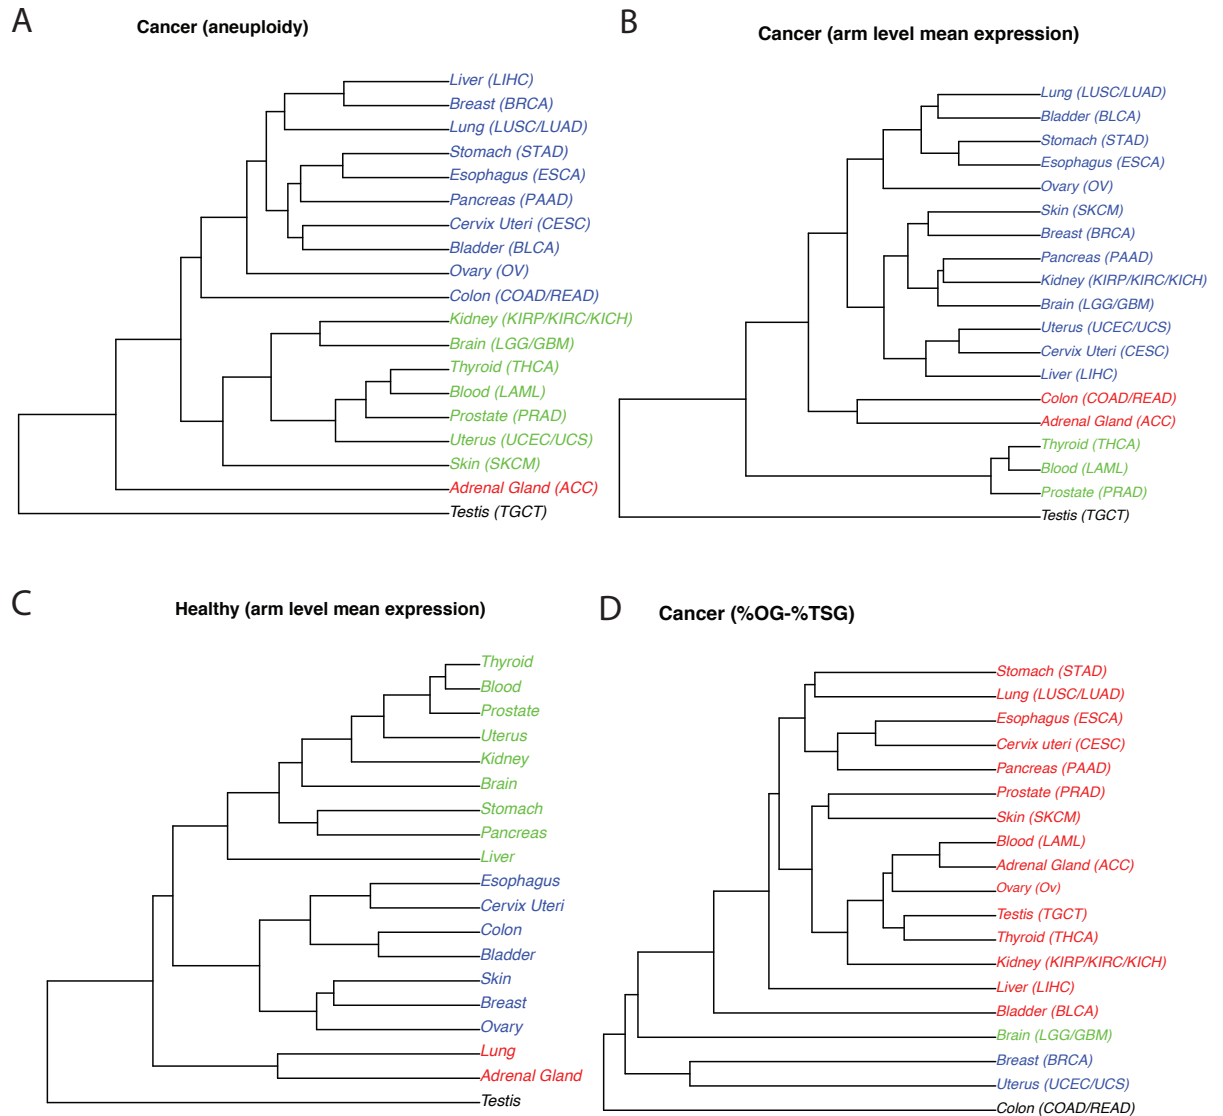 A
Cancer (aneuploidy)
Liver (LIHC)
Breast (BRCA)
Lung (LUSC/LUAD)
Stomach (STAD)
Esophagus (ESCA)
Pancreas (PAAD)
Cervix Uteri (CESC)
Bladder (BLCA)
Ovary (OV)
Colon (COAD/READ)
Kidney (KIRP/KIRC/KICH)
Brain (LGG/GBM)
Thyroid (THCA)
Blood (LAML)
Prostate (PRAD)
Uterus (UCEC/UCS)
Skin (SKCM)
Adrenal Gland (ACC)
Testis (TGCT)
B
Cancer (arm level mean expression)
Lung (LUSC/LUAD)
Bladder (BLCA)
Stomach (STAD)
Esophagus (ESCA)
Ovary (OV)
Skin (SKCM)
Breast (BRCA)
Pancreas (PAAD)
Kidney (KIRP/KIRC/KICH)
Brain (LGG/GBM)
Uterus (UCEC/UCS)
Cervix Uteri (CESC)
Liver (LIHC)
Colon (COAD/READ)
Adrenal Gland (ACC)
Thyroid (THCA)
Blood (LAML)
Prostate (PRAD)
Testis (TGCT)
C
Healthy (arm level mean expression)
Thyroid
Blood
Prostate
Uterus
Kidney
Brain
Stomach
Pancreas
Liver
Esophagus
Cervix Uteri
Colon
Bladder
Skin
Breast
Ovary
Lung
Adrenal Gland
Testis
D
Cancer (%OG-%TSG)
Stomach (STAD)
Lung (LUSC/LUAD)
Esophagus (ESCA)
Cervix uteri (CESC)
Pancreas (PAAD)
Prostate (PRAD)
Skin (SKCM)
Blood (LAML)
Adrenal Gland (ACC)
Ovary (Ov)
Testis (TGCT)
Thyroid (THCA)
Kidney (KIRP/KIRC/KICH)
Liver (LIHC)
Bladder (BLCA)
Brain (LGG/GBM)
Breast (BRCA)
Uterus (UCEC/UCS)
Colon (COAD/READ)